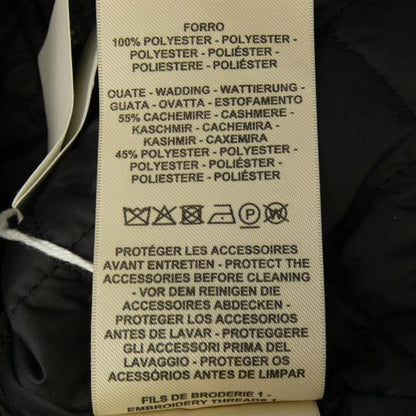 FORRO
100% POLYESTER - POLYESTER -
POLYESTER - POLIÉSTER -
POLIESTERE - POLIÉSTER
OUATE - WADDING - WATTIERUNG -
GUATA - OVATTA - ESTOFAMENTO
55% CACHEMIRE - CASHMERE -
KASCHMIR - CACHEMIRA -
KASHMIR - CAXEMIRA
45% POLYESTER - POLYESTER -
POLYESTER - POLIÉSTER -
POLIESTERE - POLIÉSTER
P W
PROTÉGER LES ACCESSOIRES
AVANT ENTRETIEN - PROTECT THE
ACCESSORIES BEFORE CLEANING
- VOR DEM REINIGEN DIE
ACCESSOIRES ABDECKEN -
PROTEGER LOS ACCESORIOS
ANTES DE LAVAR - PROTEGGERE
GLI ACCESSORI PRIMA DEL
LAVAGGIO - PROTEGER OS
ACESSÓRIOS ANTES DE LIMPAR
FILS DE BRODERIE 1 -
EMBROIDERY THREADS 1